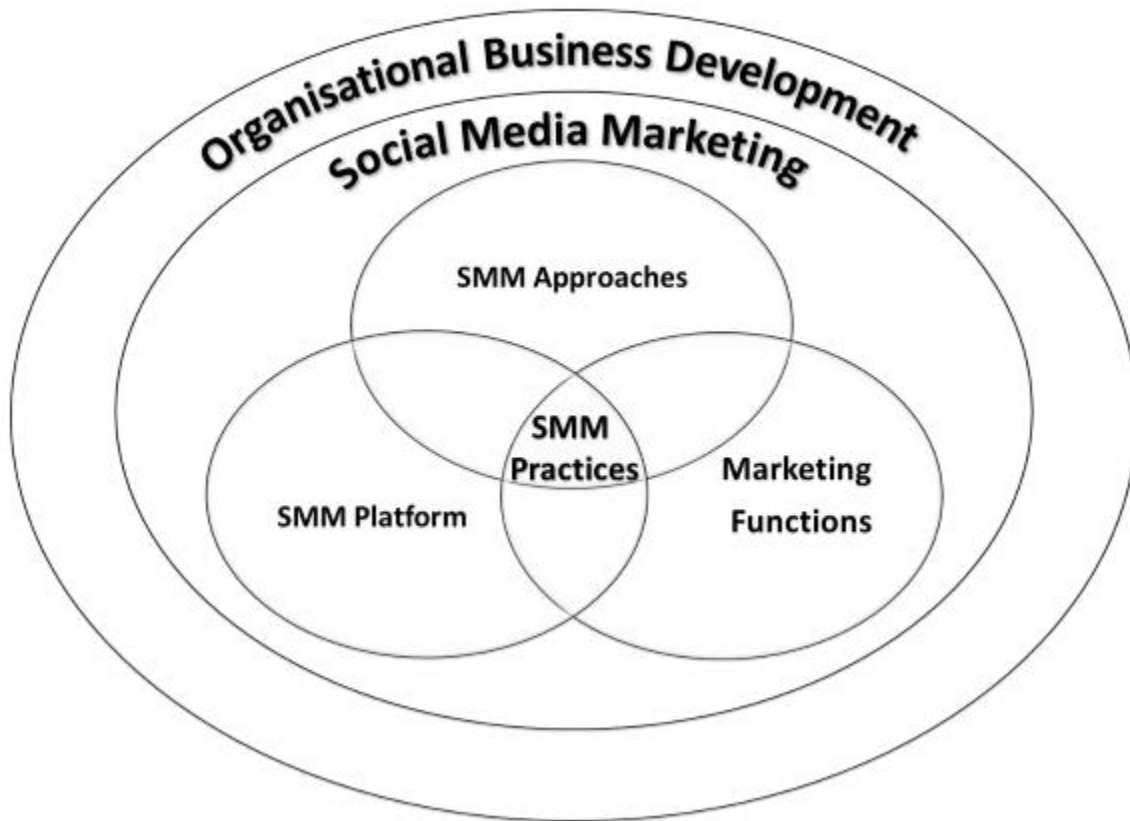 Organisational Business Development
Social Media Marketing
SMM Approaches
SMM
Practices
SMM Platform
Marketing
Functions